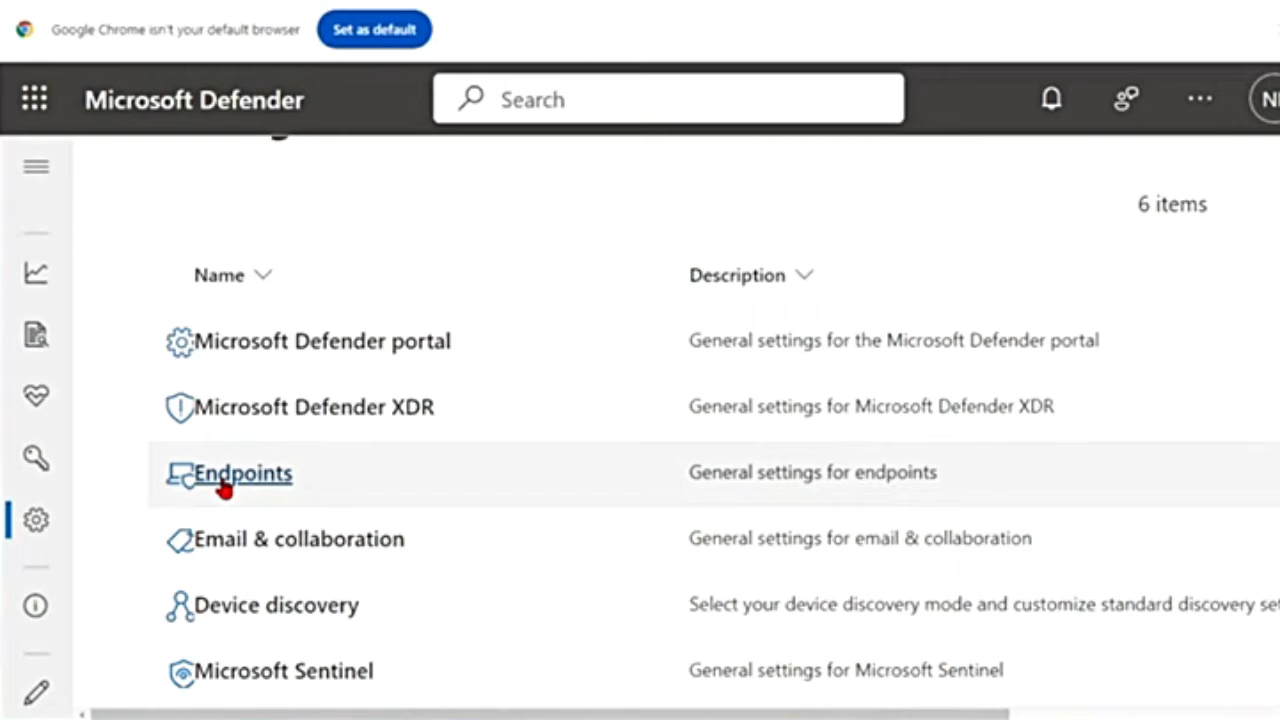 Google Chrome isn't your default browser Set as default
Microsoft Defender Search
6 items
Name Description
Microsoft Defender portal General settings for the Microsoft Defender portal
Microsoft Defender XDR General settings for Microsoft Defender XDR
Endpoints General settings for endpoints
Email & collaboration General settings for email & collaboration
Device discovery Select your device discovery mode and customize standard discovery
Microsoft Sentinel General settings for Microsoft Sentinel